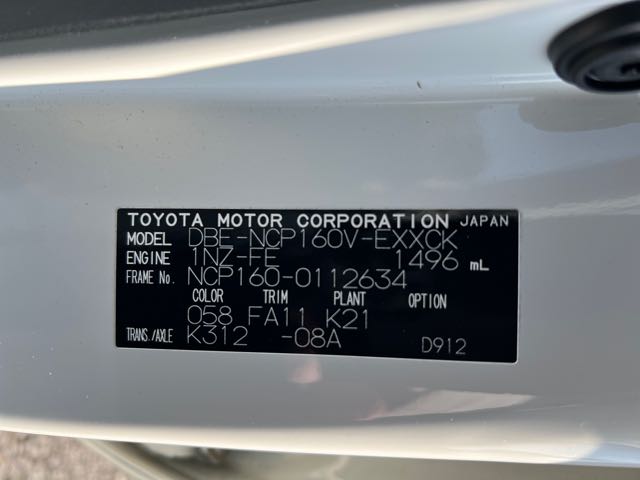 TOYOTA MOTOR CORPORATION JAPAN
MODEL DBE-NCP160V-EXXCK
ENGINE 1NZ-FE 1496 mL
FRAME No. NCP160-0112634
COLOR TRIM PLANT OPTION
058 FA11 K21
TRANS./AXLE K312 -08A D912